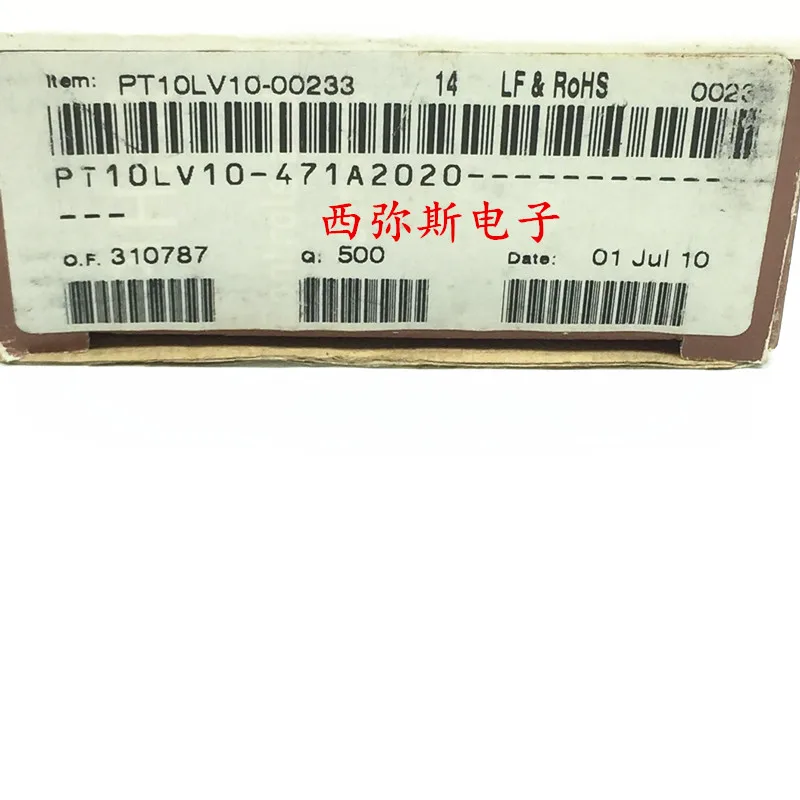 Item: PT10LV10-00233 14 LF & RoHS 0023
PT10LV10-471A2020------------
---
西弥斯电子
O.F. 310787 Q: 500 Date: 01 Jul 10